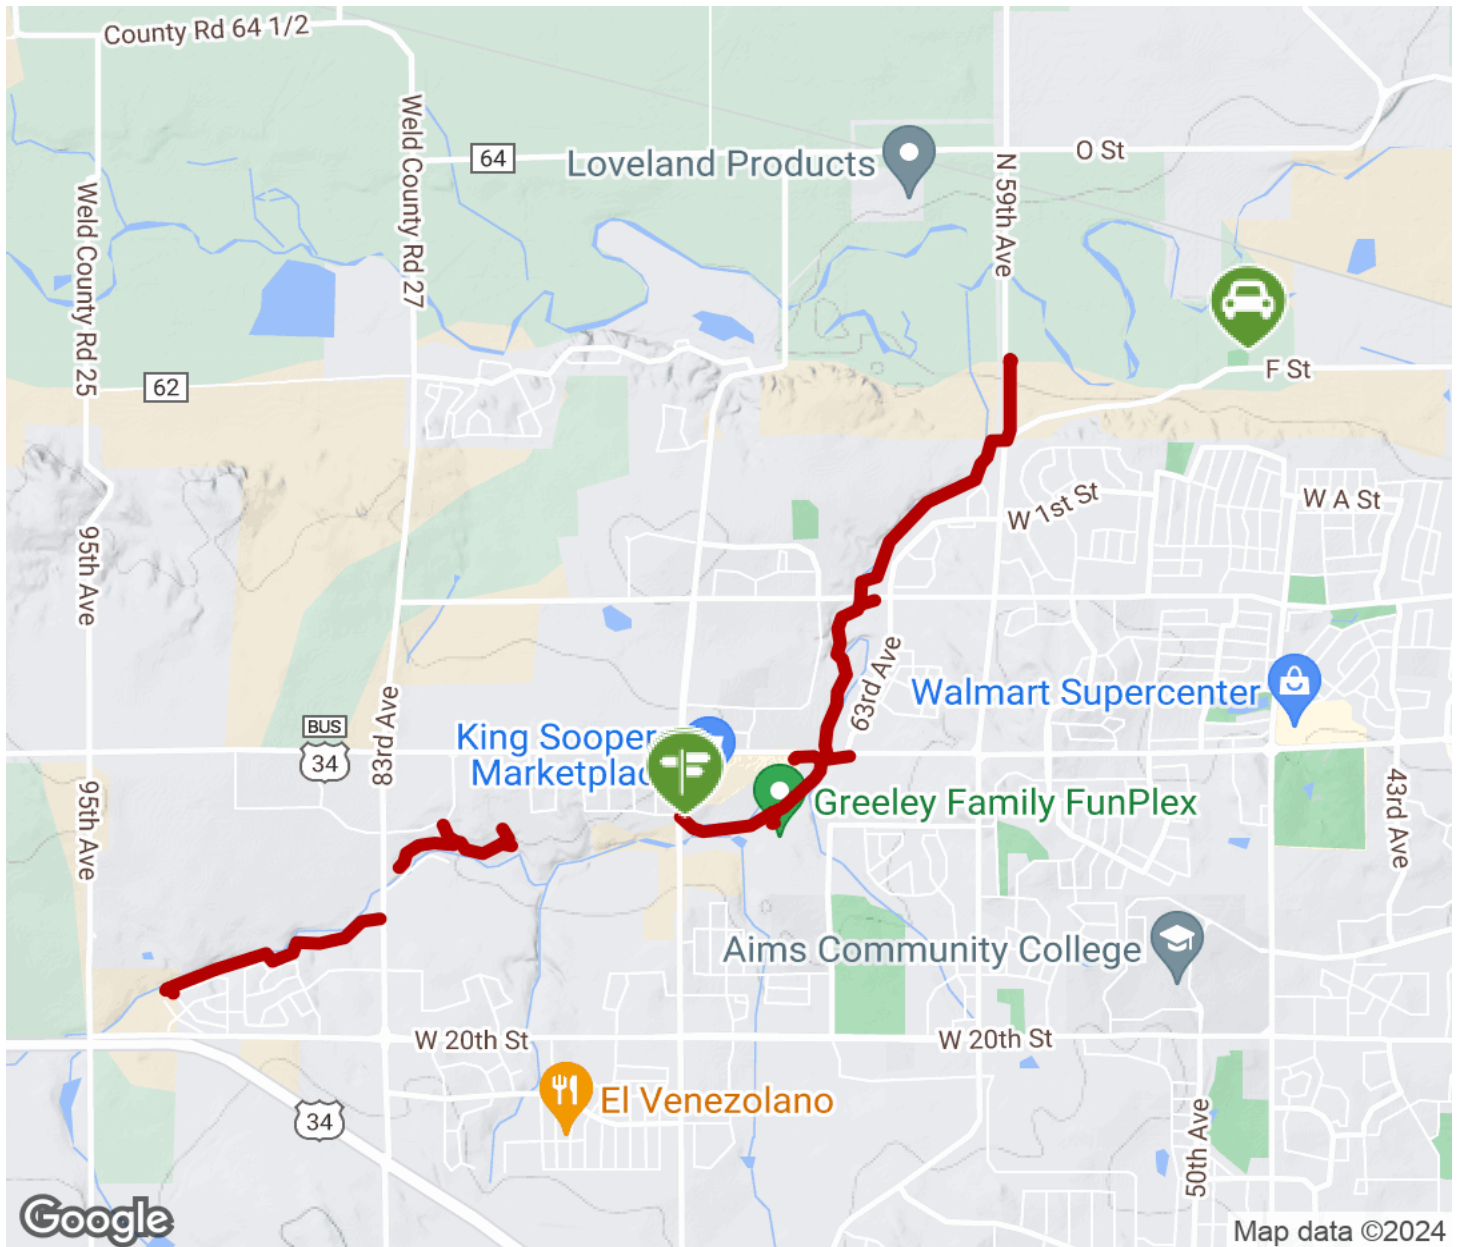 County Rd 64 1/2
Weld County Rd 27
64
Loveland Products
O St
N 59th Ave
Weld County Rd 25
62
F St
W 1st St
W A St
95th Ave
63rd Ave
Walmart Supercenter
83rd Ave
BUS
34
King Sooper
Marketplac
Greeley Family FunPlex
95th Ave
43rd Ave
Aims Community College
W 20th St
W 20th St
El Venezolano
34
50th Ave
Google
Map data ©2024